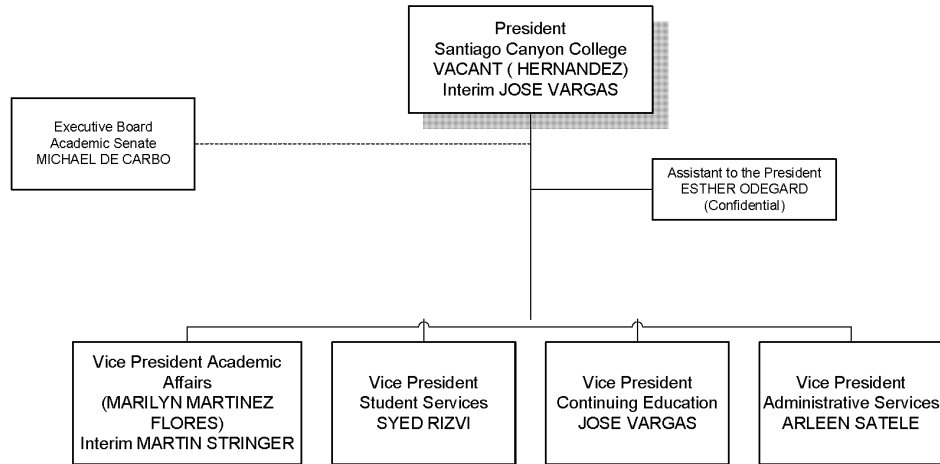 President
Santiago Canyon College
VACANT ( HERNANDEZ)
Interim JOSE VARGAS
Executive Board
Academic Senate
MICHAEL DE CARBO
Assistant to the President
ESTHER ODEGARD
(Confidential)
Vice President Academic
Affairs
(MARILYN MARTINEZ
FLORES)
Interim MARTIN STRINGER
Vice President
Student Services
SYED RIZVI
Vice President
Continuing Education
JOSE VARGAS
Vice President
Administrative Services
ARLEEN SATELE